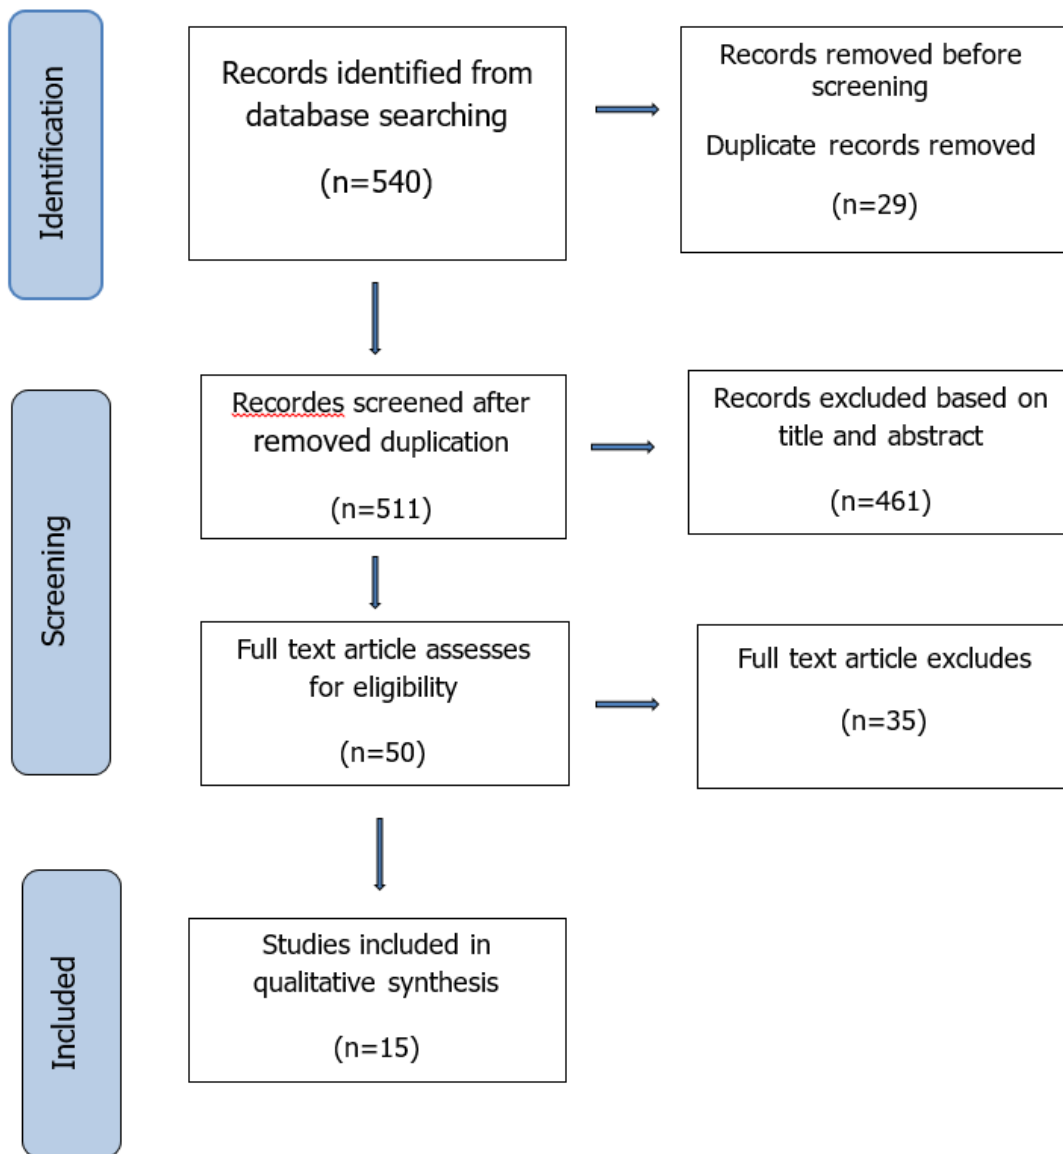 Identification
Records identified from
database searching
(n=540)
Records removed before
screening
Duplicate records removed
(n=29)
Screening
Recordes screened after
removed duplication
(n=511)
Records excluded based on
title and abstract
(n=461)
Full text article assesses
for eligibility
(n=50)
Full text article excludes
(n=35)
Included
Studies included in
qualitative synthesis
(n=15)